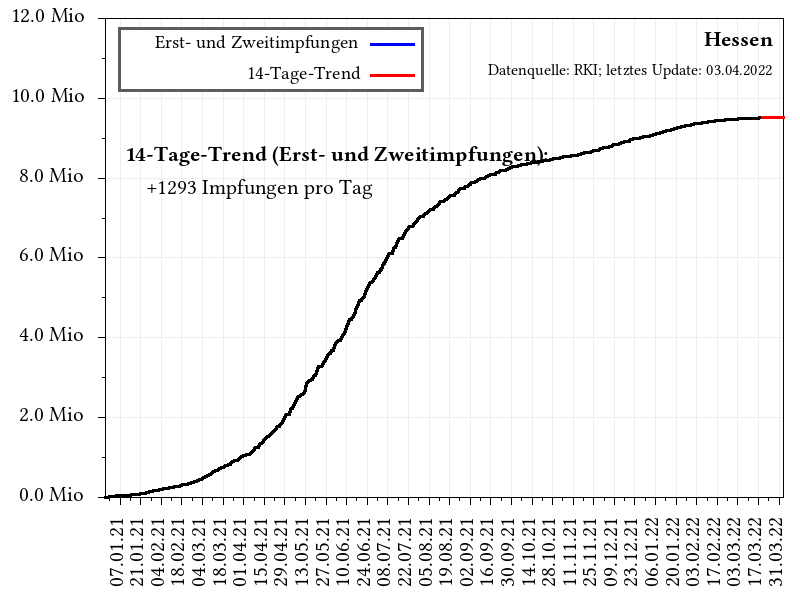 12.0 Mio
10.0 Mio
8.0 Mio
6.0 Mio
4.0 Mio
2.0 Mio
0.0 Mio
Erst- und Zweitimpfungen
14-Tage-Trend
Hessen
Datenquelle: RKI; letztes Update: 03.04.2022
14-Tage-Trend (Erst- und Zweitimpfungen):
+1293 Impfungen pro Tag
07.01.21
21.01.21
04.02.21
18.02.21
04.03.21
18.03.21
01.04.21
15.04.21
29.04.21
13.05.21
27.05.21
10.06.21
24.06.21
08.07.21
22.07.21
05.08.21
19.08.21
02.09.21
16.09.21
30.09.21
14.10.21
28.10.21
11.11.21
25.11.21
09.12.21
23.12.21
06.01.22
20.01.22
03.02.22
17.02.22
03.03.22
17.03.22
31.03.22